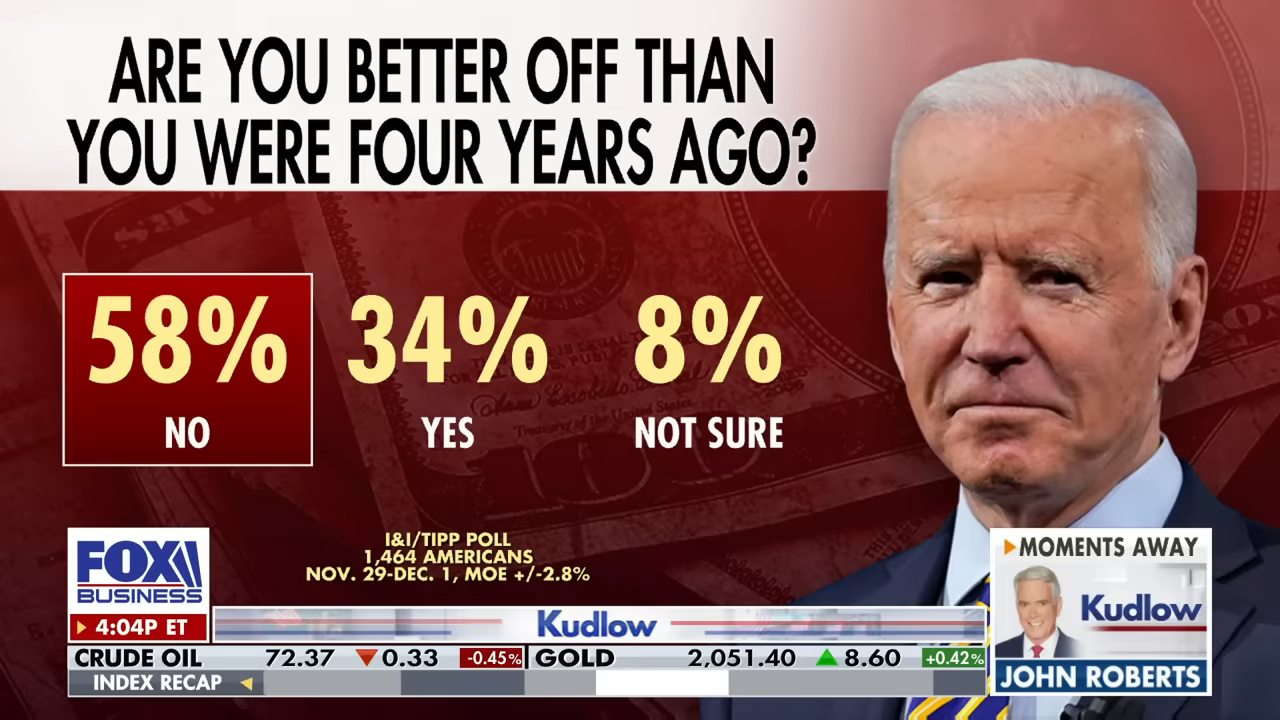 ARE YOU BETTER OFF THAN
YOU WERE FOUR YEARS AGO?
58%
NO
34%
YES
8%
NOT SURE
I&I/TIPP POLL
1,464 AMERICANS
NOV. 29-DEC. 1, MOE +/-2.8%
FOX
BUSINESS
4:04P ET
Kudlow
MOMENTS AWAY
Kudlow
JOHN ROBERTS
CRUDE OIL 72.37 0.33 -0.45% GOLD 2,051.40 8.60 +0.42%
INDEX RECAP